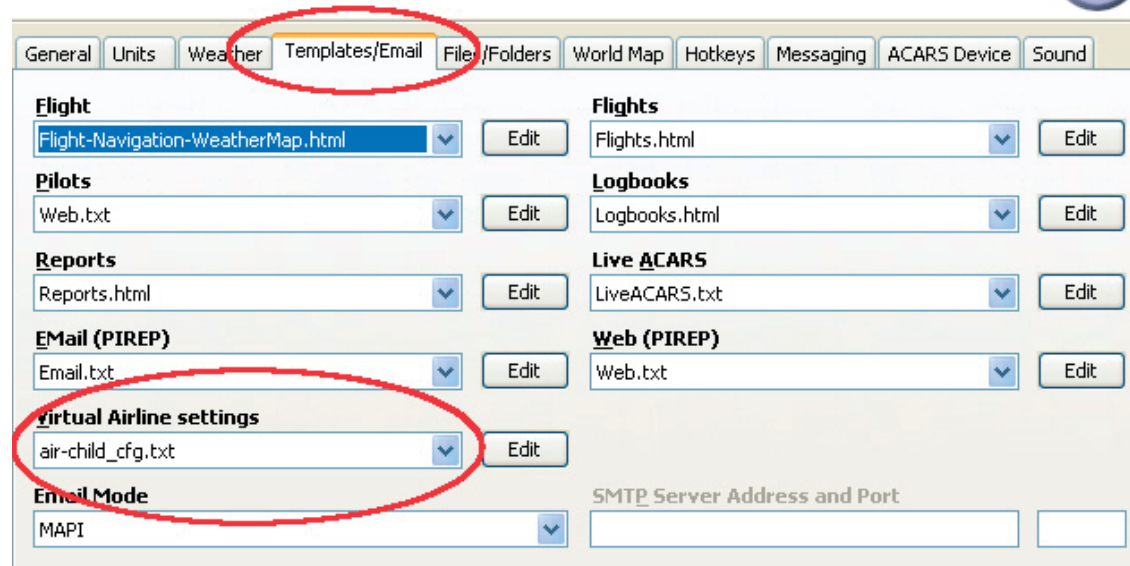 General Units Weather Templates/Email Files/Folders World Map Hotkeys Messaging ACARS Device Sound
Flight Flights
Flight-Navigation-WeatherMap.html Edit Flights.html Edit
Pilots Logbooks
Web.txt Edit Logbooks.html Edit
Reports Live ACARS
Reports.html Edit LiveACARS.txt Edit
EMail (PIREP) Web (PIREP)
Email.txt Edit Web.txt Edit
Virtual Airline settings
air-child_cfg.txt Edit
Email Mode SMTP Server Address and Port
MAPI